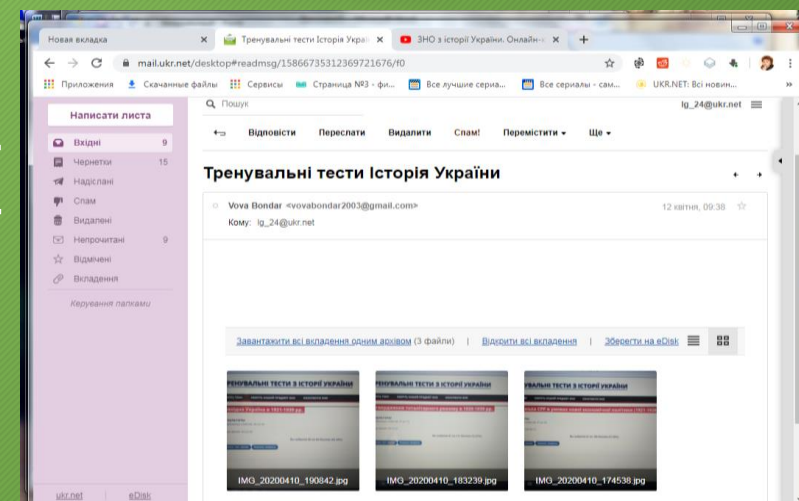 Новая вкладка
Тренувальні тести Історія Украї
ЗНО з історії України. Онлайн-
mail.ukr.net/desktop#readmsg/15866735312369721676/f0
Приложения
Скачанные файлы
Сервисы
Страница №3 - фи...
Все лучшие сериа...
Все сериалы - сам...
UKR.NET: Всі новин...
»
Написати листа
Вхідні 9
Чернетки 15
Надіслані
Спам
Видалені
Непрочитані 9
Відмічені
Вкладення
Керування папками
ukr.net eDisk
Пошук
lg_24@ukr.net
Відповісти Переслати Видалити Спам! Перемістити Ще
Тренувальні тести Історія України
Vova Bondar <vovabondar2003@gmail.com>
12 квітня, 09:38
Кому: lg_24@ukr.net
Завантажити всі вкладення одним архівом (3 файли) | Відкрити всі вкладення | Зберегти на eDisk
РЕНУВАЛЬНІ ТЕСТИ З ІСТОРІЇ УКРАЇНИ
IMG_20200410_190842.jpg
РЕНУВАЛЬНІ ТЕСТИ З ІСТОРІЇ УКРАЇНИ
IMG_20200410_183239.jpg
УВАЛЬНІ ТЕСТИ З ІСТОРІЇ УКРАЇНИ
IMG_20200410_174538.jpg